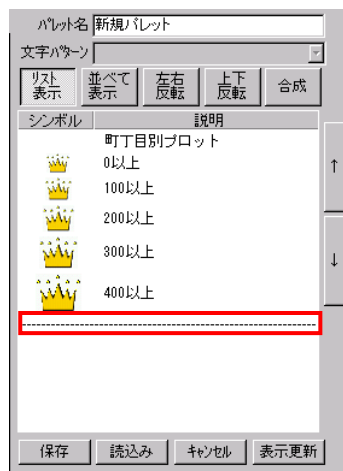 パレット名 新規パレット
文字パターン
リスト表示 並べて表示 左右反転 上下反転 合成
シンボル 説明
町丁目別プロット
0以上
100以上
↑
200以上
300以上
↓
400以上
--------------------------------------------------
保存 読込み キャンセル 表示更新